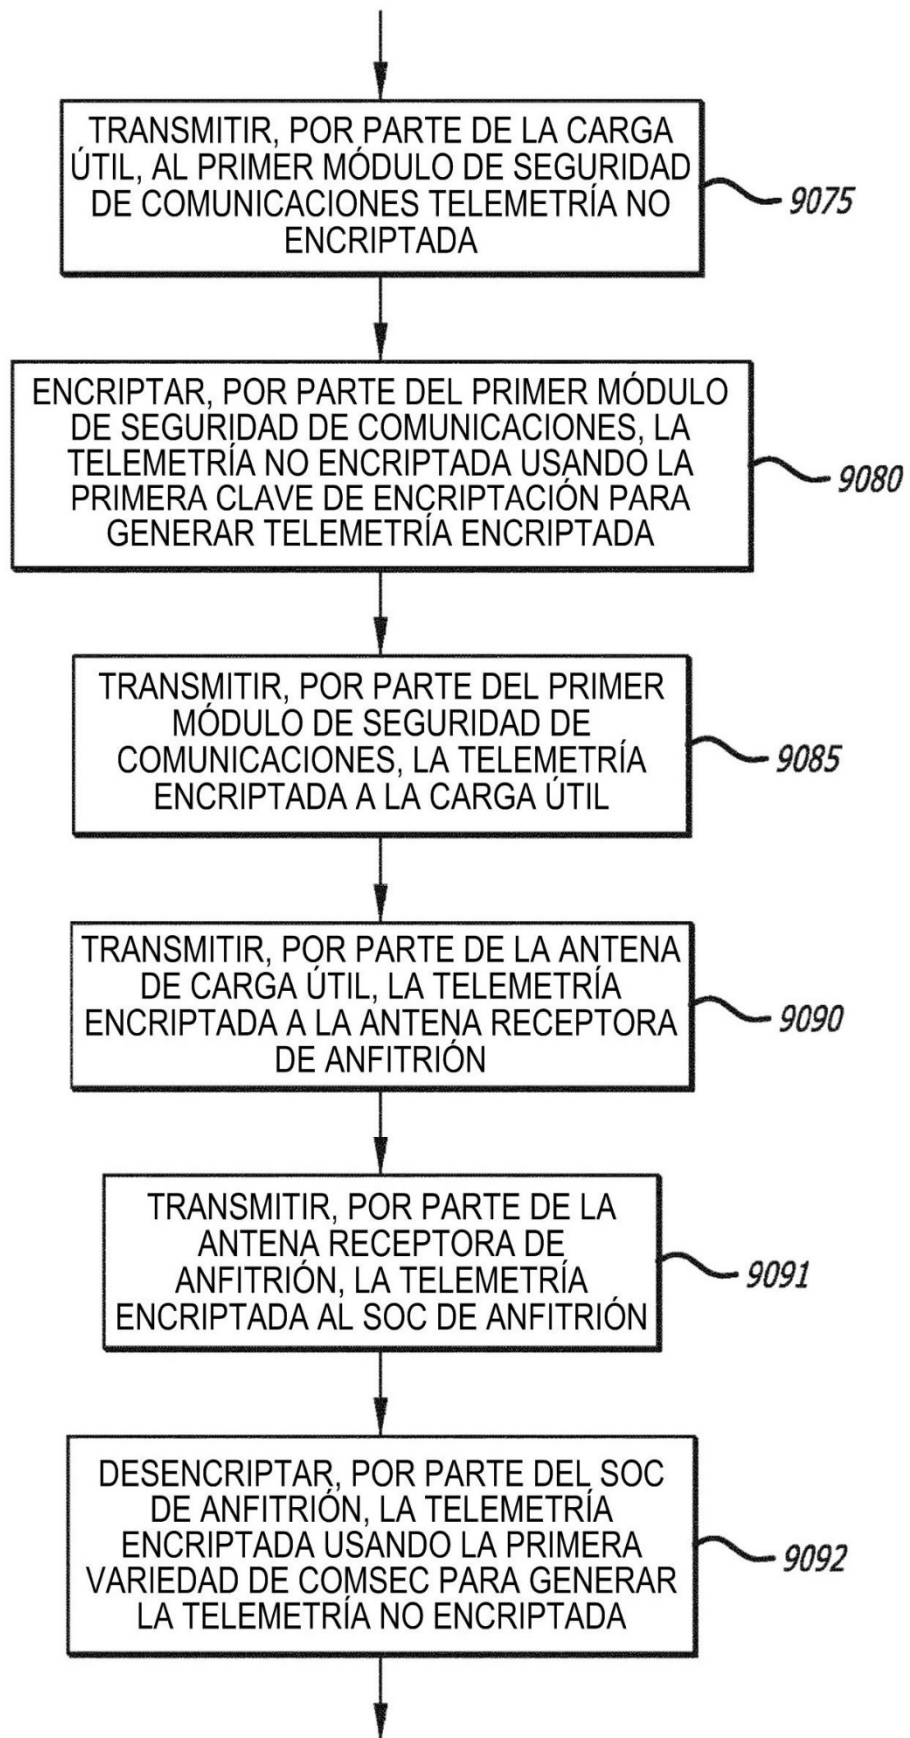 TRANSMITIR, POR PARTE DE LA CARGA
ÚTIL, AL PRIMER MÓDULO DE SEGURIDAD
DE COMUNICACIONES TELEMETRÍA NO
ENCRIPTADA
9075
ENCRIPTAR, POR PARTE DEL PRIMER MÓDULO
DE SEGURIDAD DE COMUNICACIONES, LA
TELEMETRÍA NO ENCRIPTADA USANDO LA
PRIMERA CLAVE DE ENCRIPTACIÓN PARA
GENERAR TELEMETRÍA ENCRIPTADA
9080
TRANSMITIR, POR PARTE DEL PRIMER
MÓDULO DE SEGURIDAD DE
COMUNICACIONES, LA TELEMETRÍA
ENCRIPTADA A LA CARGA ÚTIL
9085
TRANSMITIR, POR PARTE DE LA ANTENA
DE CARGA ÚTIL, LA TELEMETRÍA
ENCRIPTADA A LA ANTENA RECEPTORA
DE ANFITRIÓN
9090
TRANSMITIR, POR PARTE DE LA
ANTENA RECEPTORA DE
ANFITRIÓN, LA TELEMETRÍA
ENCRIPTADA AL SOC DE ANFITRIÓN
9091
DESENCRIPTAR, POR PARTE DEL SOC
DE ANFITRIÓN, LA TELEMETRÍA
ENCRIPTADA USANDO LA PRIMERA
VARIEDAD DE COMSEC PARA GENERAR
LA TELEMETRÍA NO ENCRIPTADA
9092